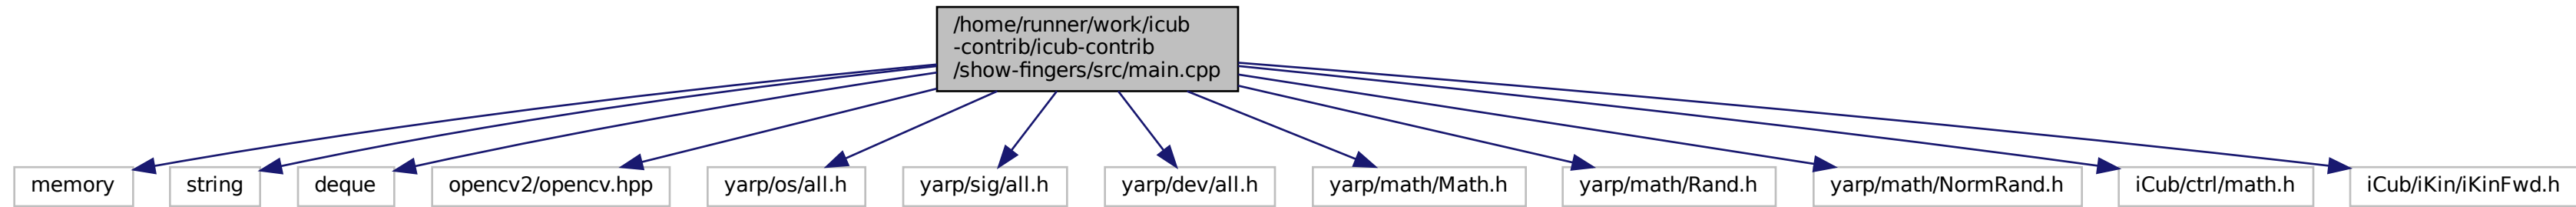 /home/runner/work/icub
-contrib/icub-contrib
/show-fingers/src/main.cpp
memory
string
deque
opencv2/opencv.hpp
yarp/os/all.h
yarp/sig/all.h
yarp/dev/all.h
yarp/math/Math.h
yarp/math/Rand.h
yarp/math/NormRand.h
iCub/ctrl/math.h
iCub/iKin/iKinFwd.h